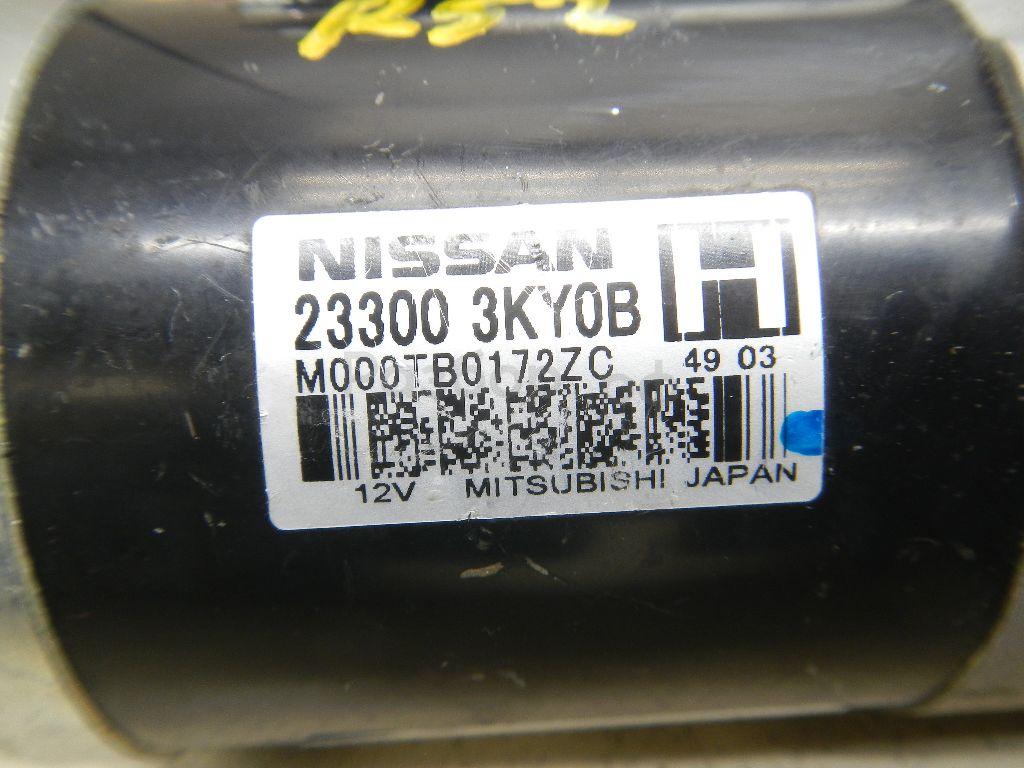 NISSAN
H
23300 3KY0B
M000TB0172ZC 49 03
12V MITSUBISHI JAPAN